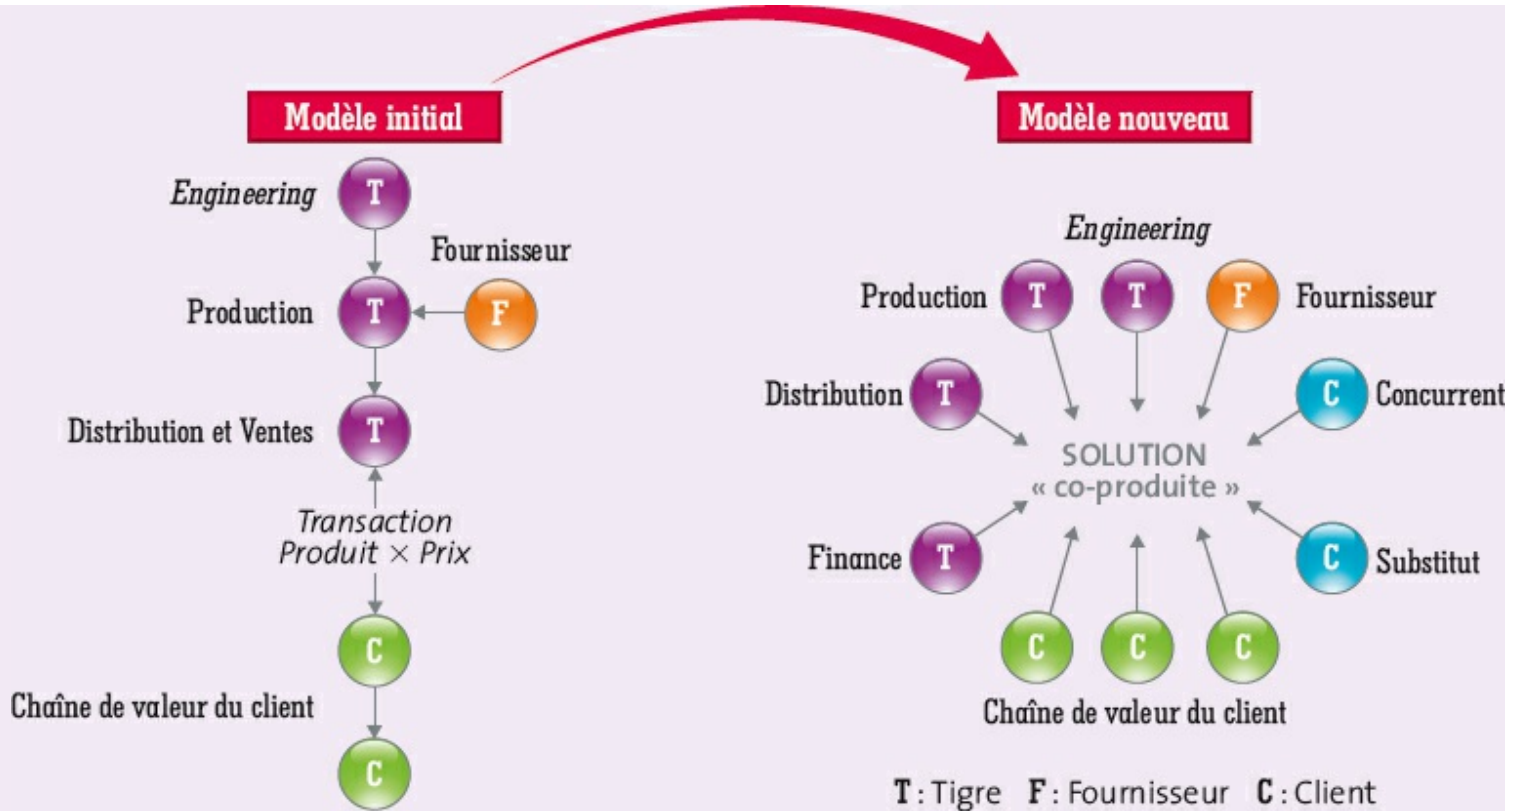 Modèle initial
Engineering
T
Fournisseur
Production
T
F
Distribution et Ventes
T
Transaction
Produit × Prix
C
Chaîne de valeur du client
C
Modèle nouveau
Engineering
Production
T
T
F
Fournisseur
Distribution
T
C
Concurrent
SOLUTION
« co-produite »
Finance
T
C
Substitut
C
C
C
Chaîne de valeur du client
T : Tigre F : Fournisseur C : Client